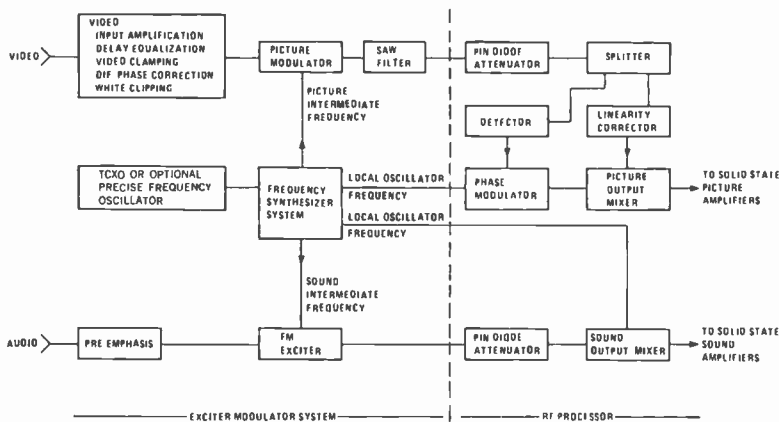 VIDEO
VIDEO
INPUT AMPLIFICATION
DELAY EQUALIZATION
VIDEO CLAMPING
DIF PHASE CORRECTION
WHITE CLIPPING
PICTURE
MODULATOR
SAW
FILTER
PIN DIODE
ATTENUATOR
SPLITTER
PICTURE
INTERMEDIATE
FREQUENCY
DETECTOR
LINEARITY
CORRECTOR
TCXO OR OPTIONAL
PRECISE FREQUENCY
OSCILLATOR
FREQUENCY
SYNTHESIZER
SYSTEM
LOCAL OSCILLATOR
FREQUENCY
LOCAL OSCILLATOR
FREQUENCY
PHASE
MODULATOR
PICTURE
OUTPUT
MIXER
TO SOLID STATE
PICTURE
AMPLIFIERS
SOUND
INTERMEDIATE
FREQUENCY
AUDIO
PRE EMPHASIS
FM
EXCITER
PIN DIODE
ATTENUATOR
SOUND
OUTPUT MIXER
TO SOLID STATE
SOUND
AMPLIFIERS
EXCITER MODULATOR SYSTEM
RF PROCESSOR